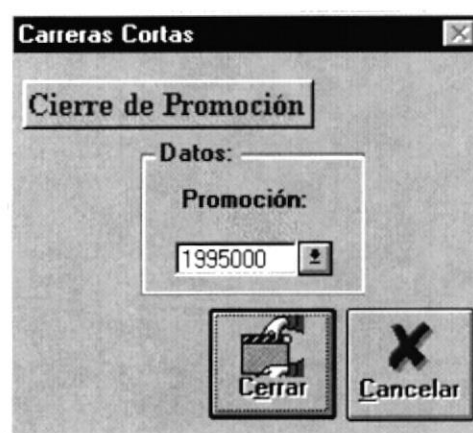 Carreras Cortas
Cierre de Promoción
Datos:
Promoción:
1995000
Cerrar
Cancelar